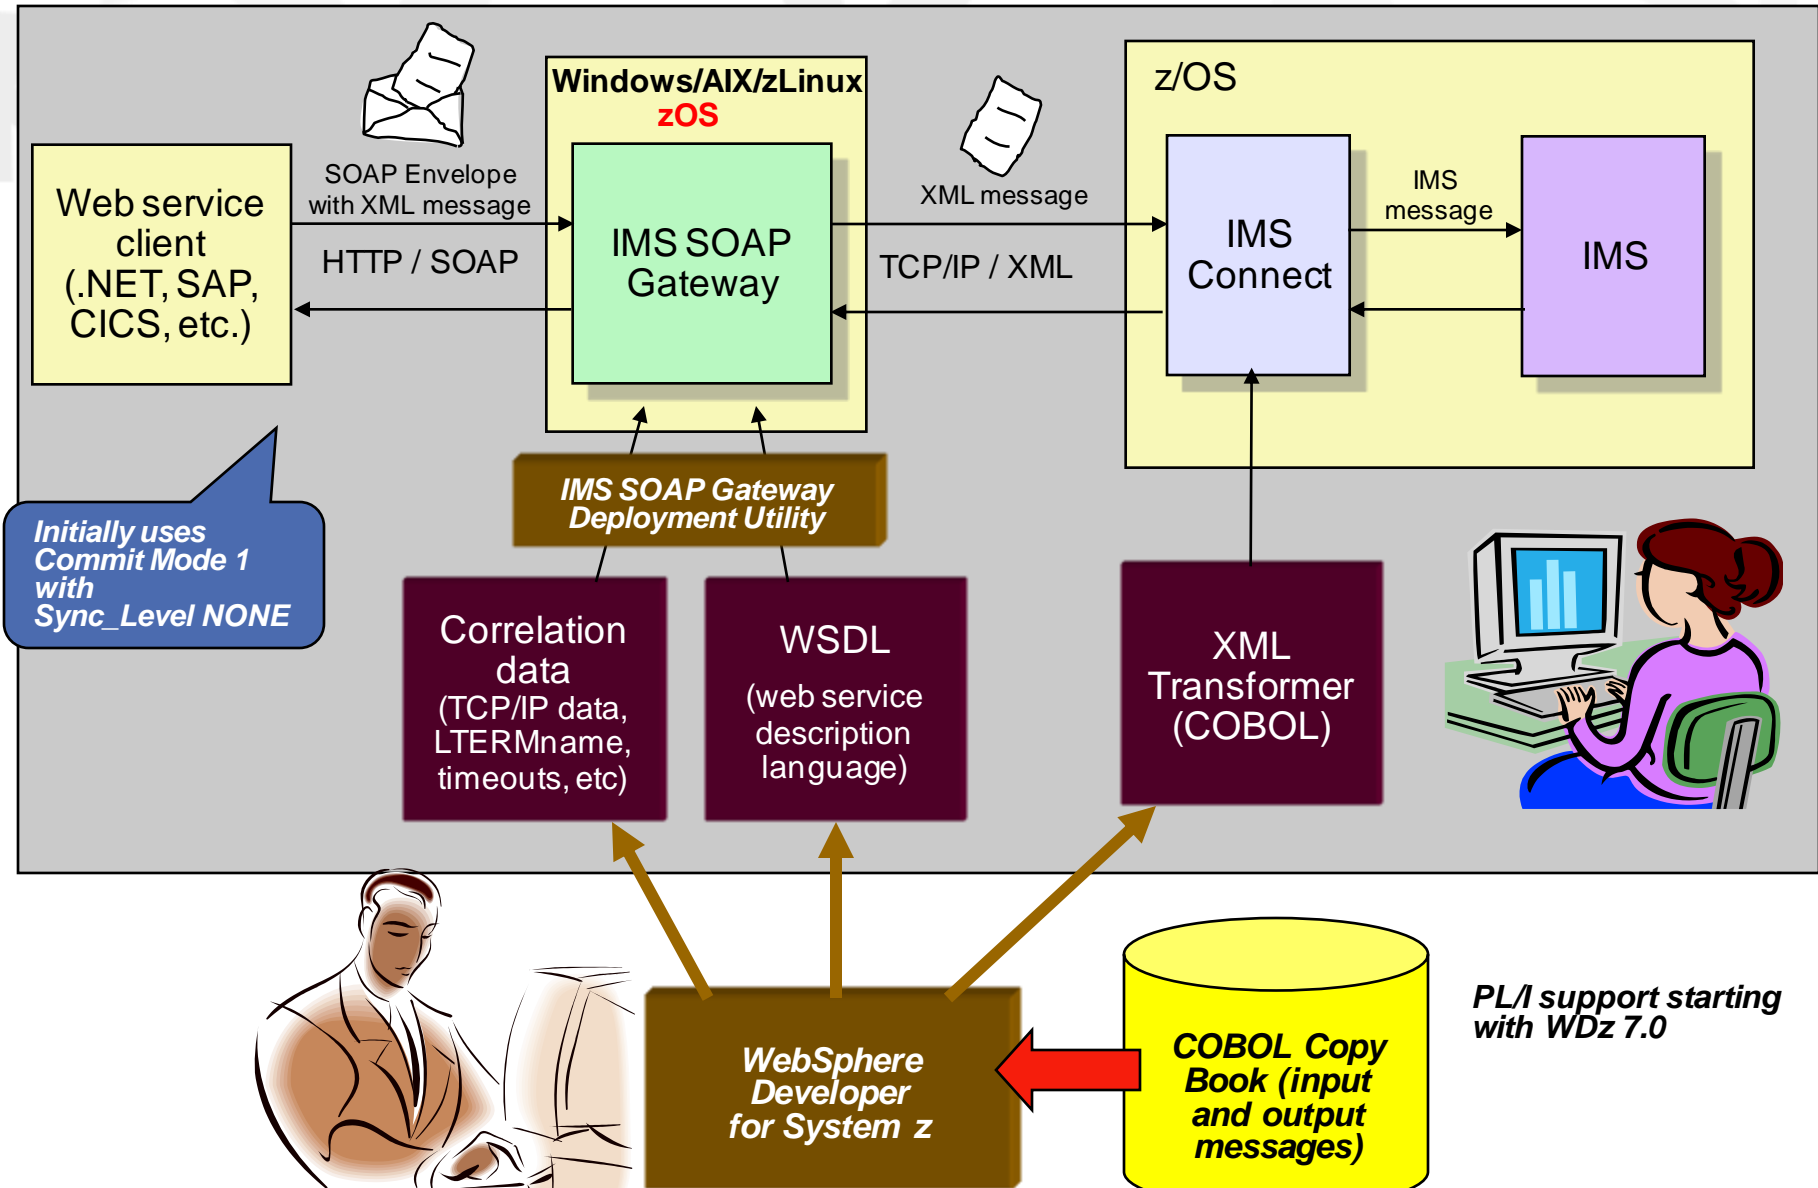 Windows/AIX/zLinux
zOS
z/OS
SOAP Envelope
with XML message
XML message
IMS
message
Web service
client
(.NET, SAP,
CICS, etc.)
HTTP / SOAP
IMS SOAP
Gateway
TCP/IP / XML
IMS
Connect
IMS
IMS SOAP Gateway
Deployment Utility
Initially uses
Commit Mode 1
with
Sync_Level NONE
Correlation
data
(TCP/IP data,
LTERMname,
timeouts, etc)
WSDL
(web service
description
language)
XML
Transformer
(COBOL)
WebSphere
Developer
for System z
COBOL Copy
Book (input
and output
messages)
PL/I support starting
with WDz 7.0